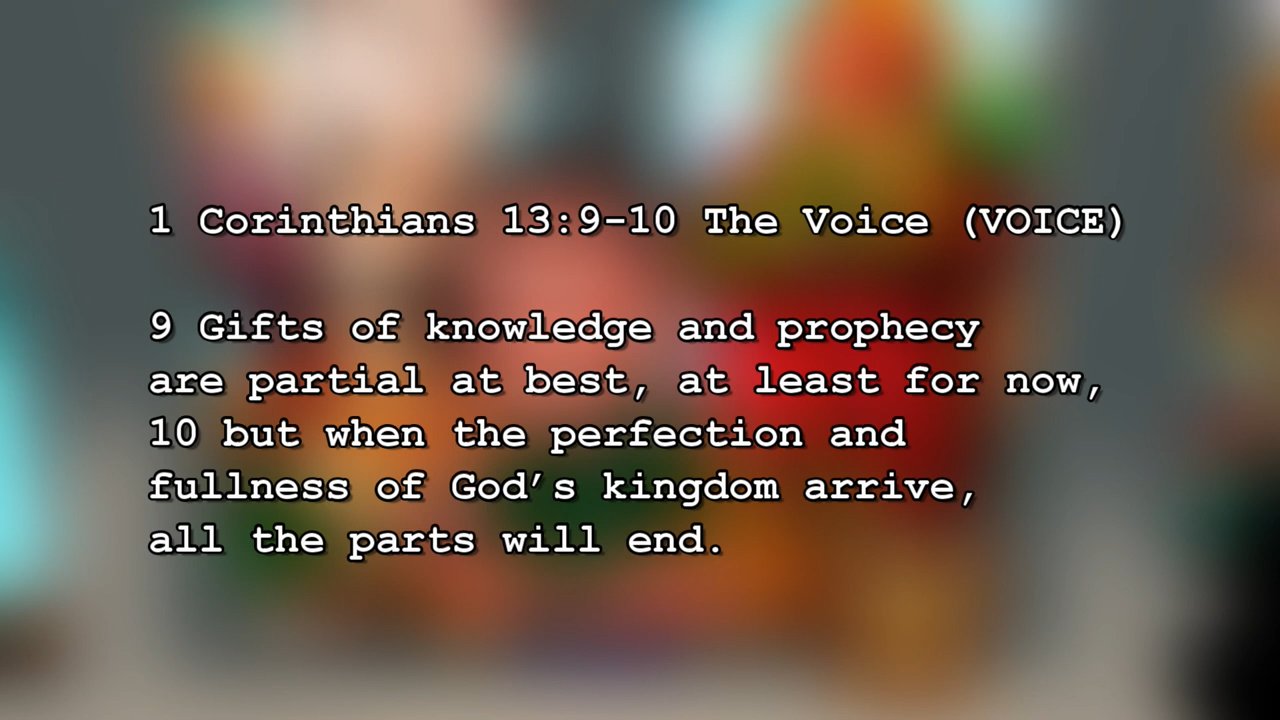 1 Corinthians 13:9-10 The Voice (VOICE)
9 Gifts of knowledge and prophecy
are partial at best, at least for now,
10 but when the perfection and
fullness of God’s kingdom arrive,
all the parts will end.